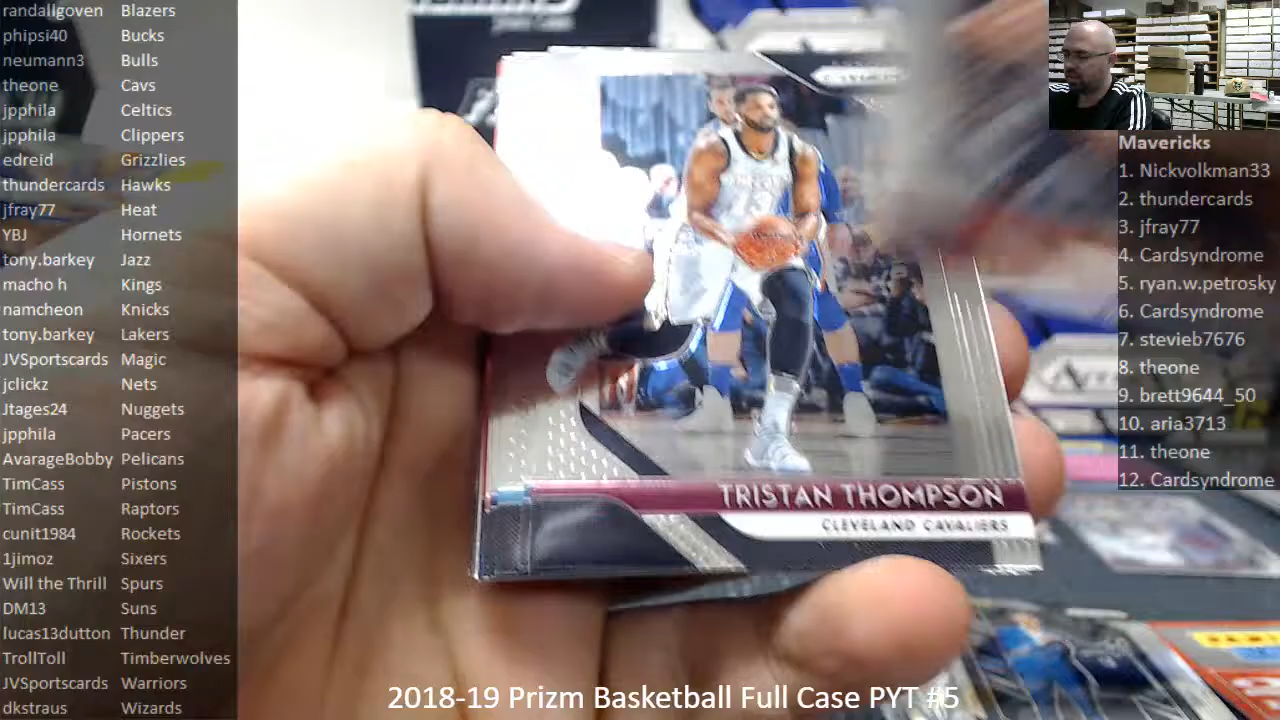 randallgoven Blazers
phipsi40 Bucks
neumann3 Bulls
theone Cavs
jpphila Celtics
jpphila Clippers
edreid Grizzlies
thundercards Hawks
jfray77 Heat
YBJ Hornets
tony.barkey Jazz
macho h Kings
namcheon Knicks
tony.barkey Lakers
JVSportscards Magic
jclickz Nets
Jtages24 Nuggets
jpphila Pacers
AvarageBobby Pelicans
TimCass Pistons
TimCass Raptors
cunit1984 Rockets
1jimoz Sixers
Will the Thrill Spurs
DM13 Suns
lucas13dutton Thunder
TrollToll Timberwolves
JVSportscards Warriors
dkstraus Wizards
TRISTAN THOMPSON
CLEVELAND CAVALIERS
2018-19 Prizm Basketball Full Case PYT #5
Mavericks
1. Nickvolkman33
2. thundercards
3. jfray77
4. Cardsyndrome
5. ryan.w.petrosky
6. Cardsyndrome
7. stevieb7676
8. theone
9. brett9644_50
10. aria3713
11. theone
12. Cardsyndrome